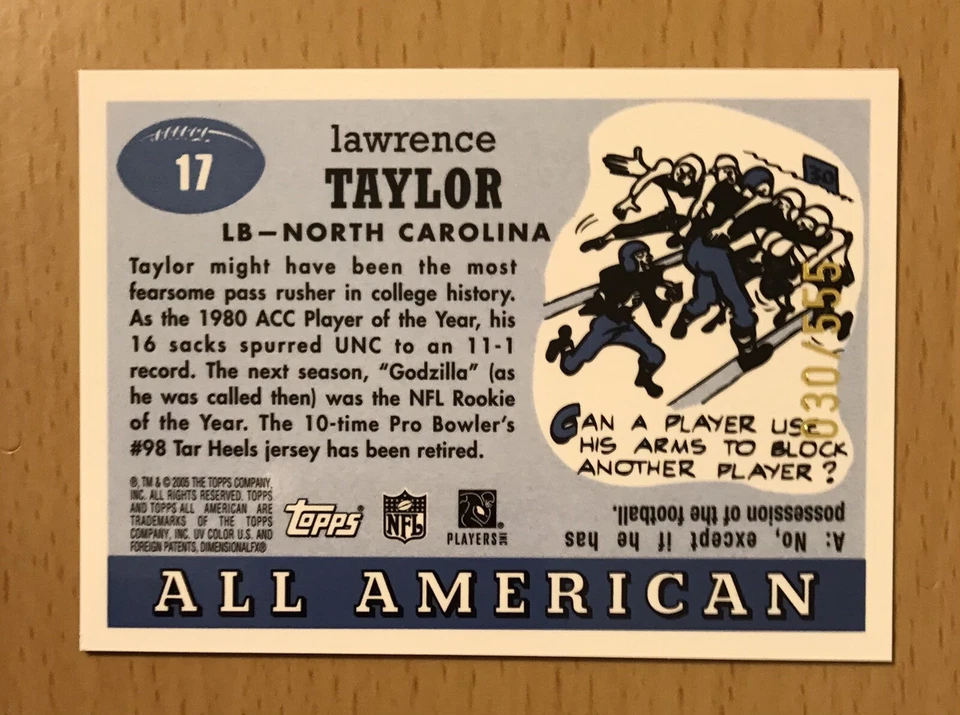 17
lawrence
TAYLOR
LB–NORTH CAROLINA
Taylor might have been the most
fearsome pass rusher in college history.
As the 1980 ACC Player of the Year, his
16 sacks spurred UNC to an 11-1
record. The next season, “Godzilla” (as
he was called then) was the NFL Rookie
of the Year. The 10-time Pro Bowler’s
#98 Tar Heels jersey has been retired.
30
030/555
CAN A PLAYER USE
HIS ARMS TO BLOCK
ANOTHER PLAYER?
A: No, except if he has
possession of the football.
®, TM & © 2005 THE TOPPS COMPANY,
INC. ALL RIGHTS RESERVED. TOPPS
AND TOPPS ALL AMERICAN ARE
TRADEMARKS OF THE TOPPS
COMPANY, INC. UV COLOR U.S. AND
FOREIGN PATENTS, DIMENSIONALFX®
TOPPS®
NFL
PLAYERS INC
ALL AMERICAN